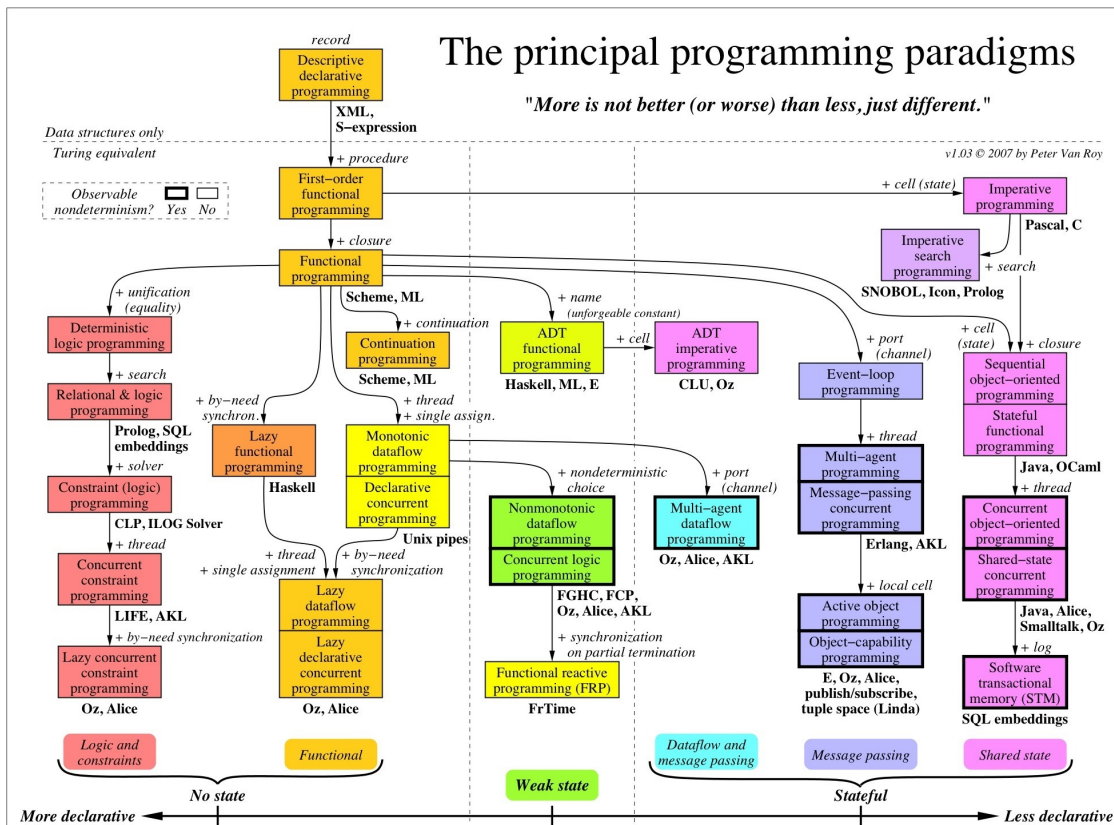 The principal programming paradigms
"More is not better (or worse) than less, just different."
record
Descriptive
declarative
programming
XML,
S−expression
Data structures only
Turing equivalent
v1.03 © 2007 by Peter Van Roy
+ procedure
Observable
nondeterminism?
Yes
No
First−order
functional
programming
+ cell (state)
Imperative
programming
Pascal, C
+ closure
Imperative
search
programming
+ search
SNOBOL, Icon, Prolog
Functional
programming
Scheme, ML
+ unification
(equality)
Deterministic
logic programming
+ continuation
Continuation
programming
Scheme, ML
+ name
(unforgeable constant)
ADT
functional
programming
Haskell, ML, E
+ cell
ADT
imperative
programming
CLU, Oz
+ port
(channel)
Event−loop
programming
+ cell
(state)
+ closure
Sequential
object−oriented
programming
Stateful
functional
programming
Java, OCaml
+ search
Relational & logic
programming
Prolog, SQL
embeddings
+ by−need
synchron.
Lazy
functional
programming
Haskell
+ thread
+ single assign.
Monotonic
dataflow
programming
Declarative
concurrent
programming
Unix pipes
+ thread
Multi−agent
programming
Message−passing
concurrent
programming
Erlang, AKL
+ solver
Constraint (logic)
programming
CLP, ILOG Solver
+ nondeterministic
choice
Nonmonotonic
dataflow
programming
Concurrent logic
programming
FGHC, FCP,
Oz, Alice, AKL
+ port
(channel)
Multi−agent
dataflow
programming
Oz, Alice, AKL
+ thread
Concurrent
object−oriented
programming
Shared−state
concurrent
programming
Java, Alice,
Smalltalk, Oz
+ thread
Concurrent
constraint
programming
LIFE, AKL
+ thread
+ single assignment
+ by−need
synchronization
Lazy
dataflow
programming
Lazy
declarative
concurrent
programming
Oz, Alice
+ local cell
Active object
programming
Object−capability
programming
E, Oz, Alice,
publish/subscribe,
tuple space (Linda)
+ by−need synchronization
Lazy concurrent
constraint
programming
Oz, Alice
+ synchronization
on partial termination
Functional reactive
programming (FRP)
FrTime
+ log
Software
transactional
memory (STM)
SQL embeddings
Logic and
constraints
Functional
Dataflow and
message passing
Message passing
Shared state
No state
Weak state
Stateful
More declarative
Less declarative